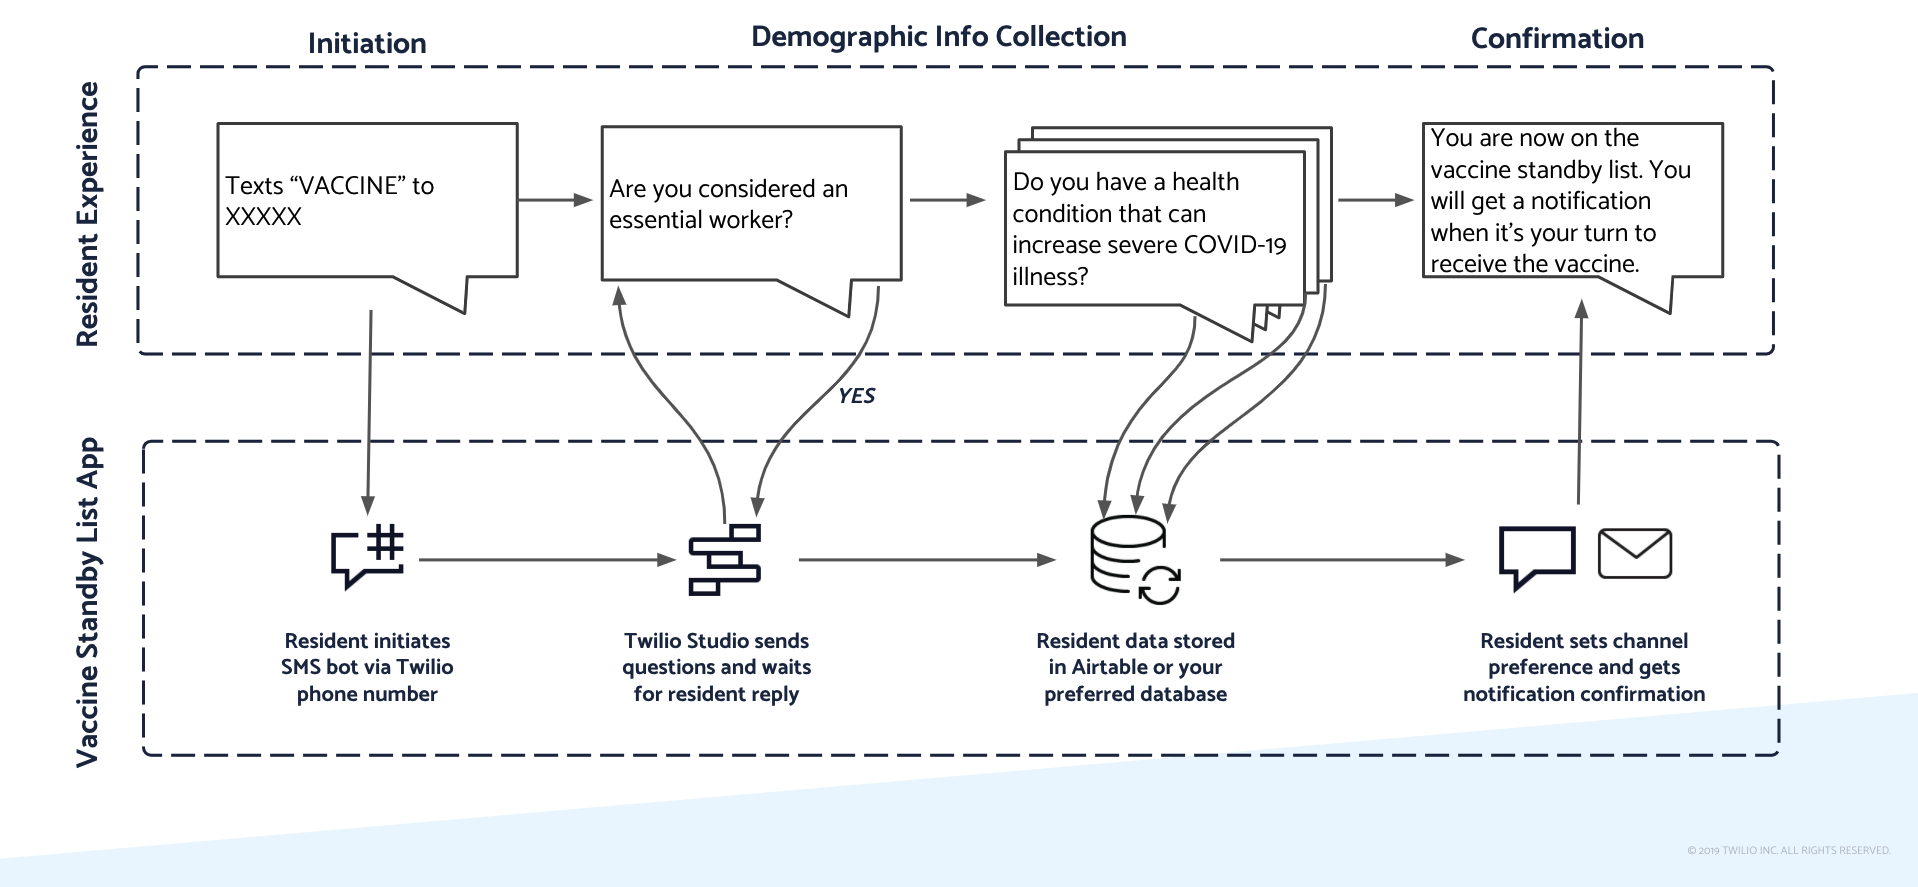 Initiation
Demographic Info Collection
Confirmation
Resident Experience
Texts “VACCINE” to
XXXXX
Are you considered an
essential worker?
Do you have a health
condition that can
increase severe COVID-19
illness?
You are now on the
vaccine standby list. You
will get a notification
when it’s your turn to
receive the vaccine.
YES
Vaccine Standby List App
Resident initiates
SMS bot via Twilio
phone number
Twilio Studio sends
questions and waits
for resident reply
Resident data stored
in Airtable or your
preferred database
Resident sets channel
preference and gets
notification confirmation
© 2019 TWILIO INC. ALL RIGHTS RESERVED.